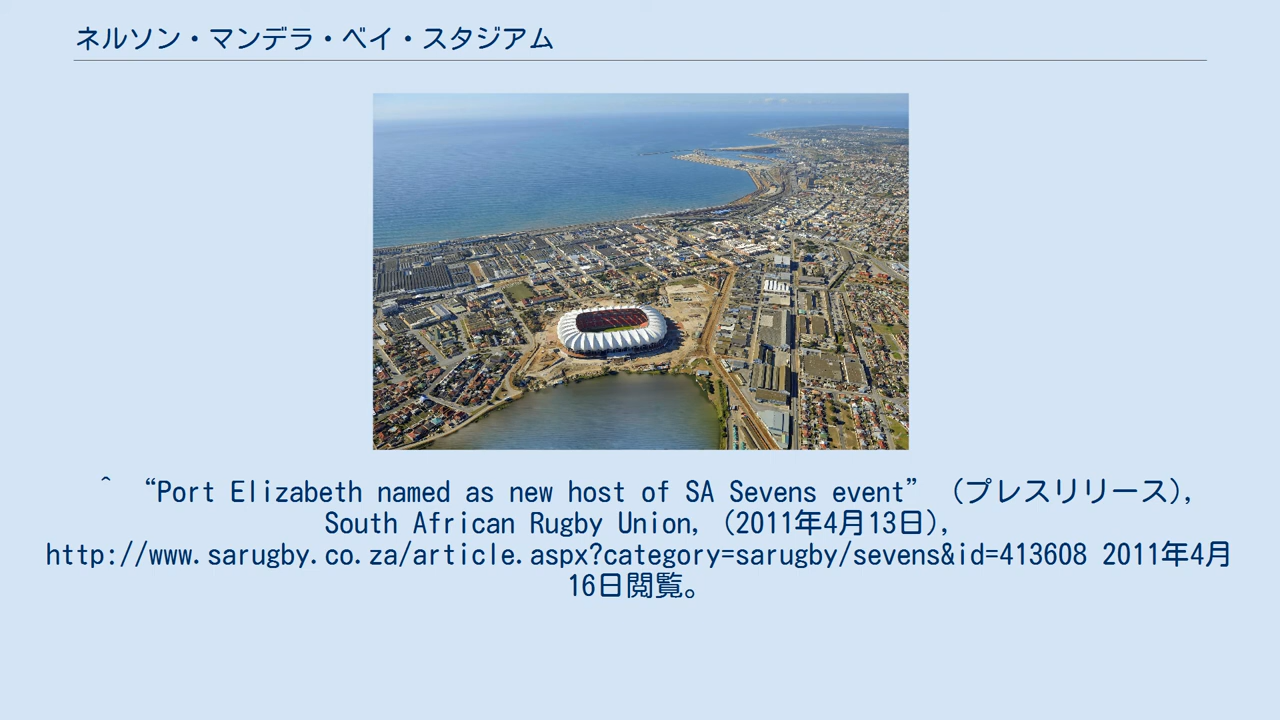 ネルソン・マンデラ・ベイ・スタジアム
^ “Port Elizabeth named as new host of SA Sevens event” (プレスリリース),
South African Rugby Union, (2011年4月13日),
http://www.sarugby.co.za/article.aspx?category=sarugby/sevens&id=413608 2011年4月
16日閲覧。